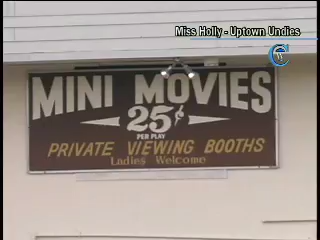 Miss Holly - Uptown Undies
MINI MOVIES
25¢
PER PLAY
PRIVATE VIEWING BOOTHS
Ladies Welcome